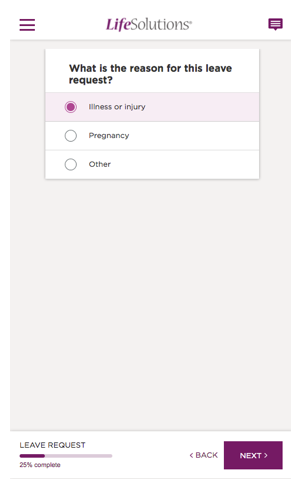 LifeSolutions®
What is the reason for this leave
request?
Illness or injury
Pregnancy
Other
LEAVE REQUEST
25% complete
< BACK
NEXT >